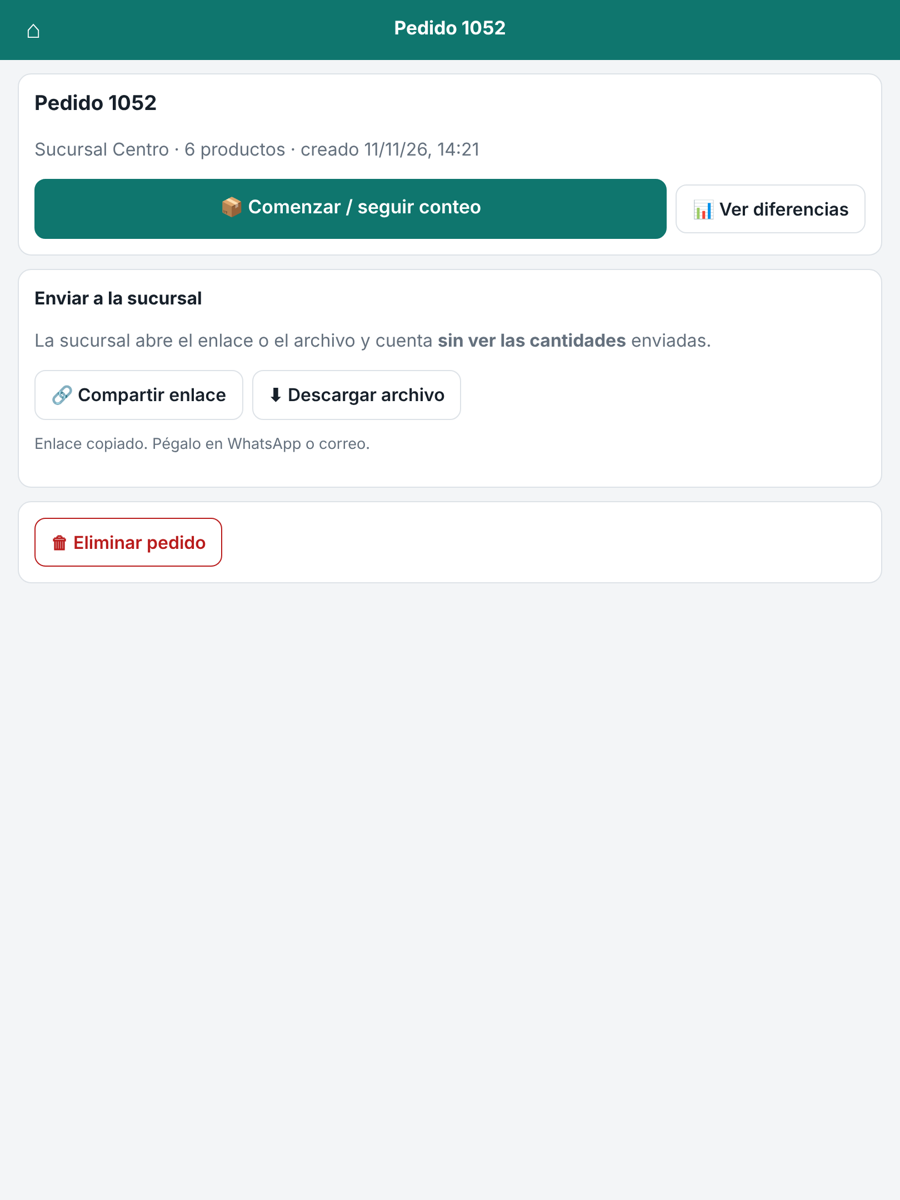 Pedido 1052
Pedido 1052
Sucursal Centro · 6 productos · creado 11/11/26, 14:21
📦 Comenzar / seguir conteo
📊 Ver diferencias
Enviar a la sucursal
La sucursal abre el enlace o el archivo y cuenta sin ver las cantidades enviadas.
🔗 Compartir enlace
⬇ Descargar archivo
Enlace copiado. Pégalo en WhatsApp o correo.
🗑 Eliminar pedido